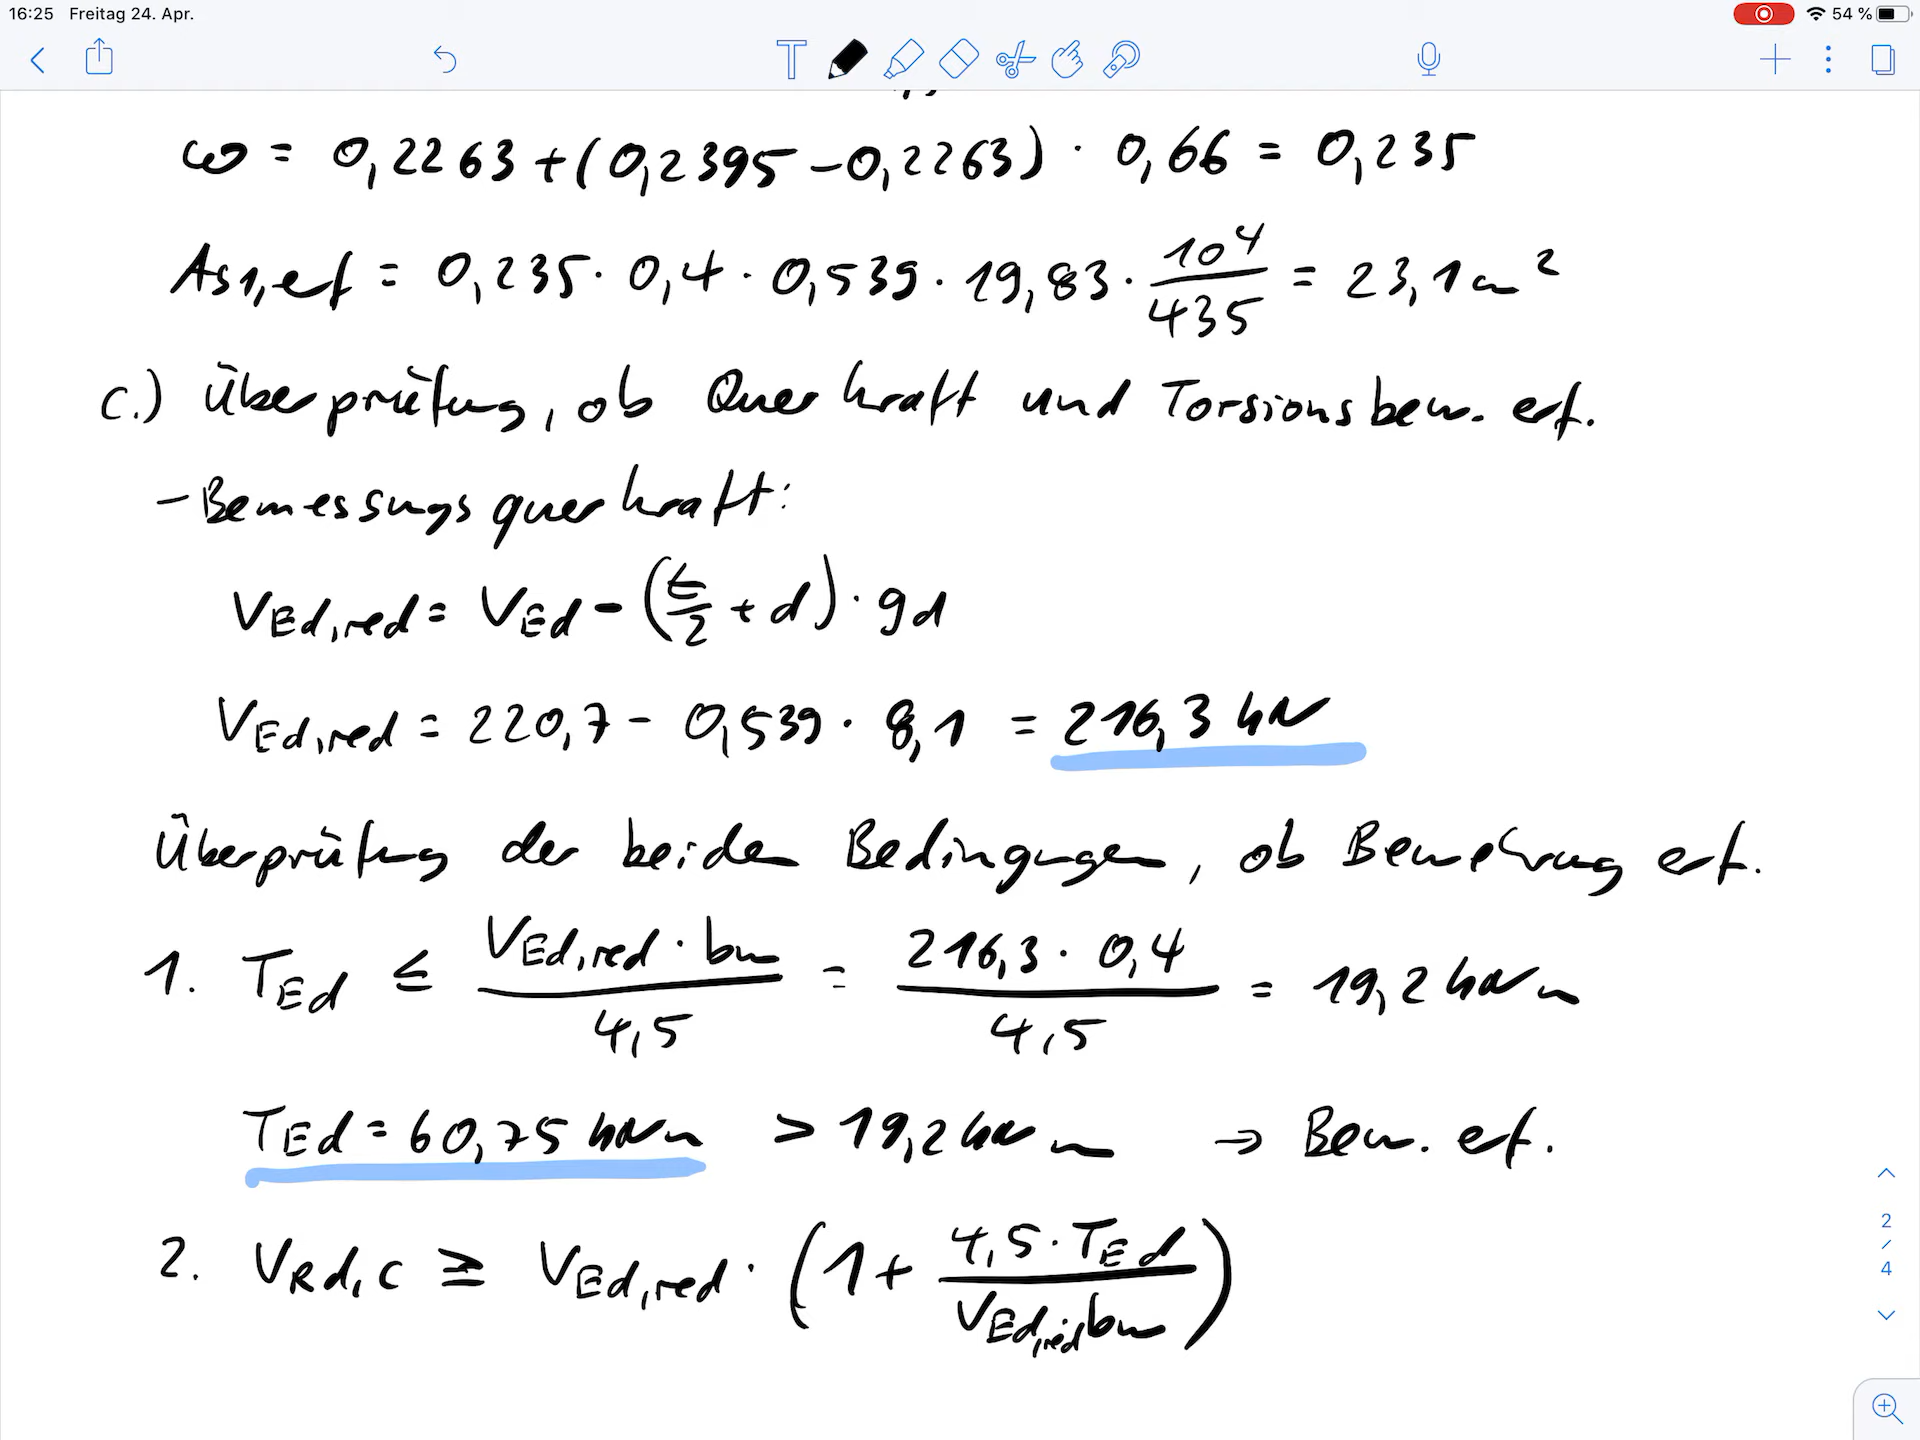 16:25 Freitag 24. Apr. 54 %
ω = 0,2263 + (0,2395 - 0,2263) · 0,66 = 0,235
As1,erf = 0,235 · 0,4 · 0,539 · 19,83 · 10^4/435 = 23,1 cm²
c.) Überprüfung, ob Querkraft und Torsionsbew. erf.
- Bemessungsquerkraft:
VEd,red = VEd - (t/2 + d) · gd
VEd,red = 220,7 - 0,539 · 8,1 = 216,3 kN
Überprüfung der beiden Bedingungen, ob Bewehrung erf.
1. TEd ≤ VEd,red · bw / 4,5 = 216,3 · 0,4 / 4,5 = 19,2 kNm
TEd = 60,75 kNm > 19,2 kNm → Bew. erf.
2. VRd,c ≥ VEd,red · (1 + 4,5 · TEd / VEd,red · bw)
2
/
4